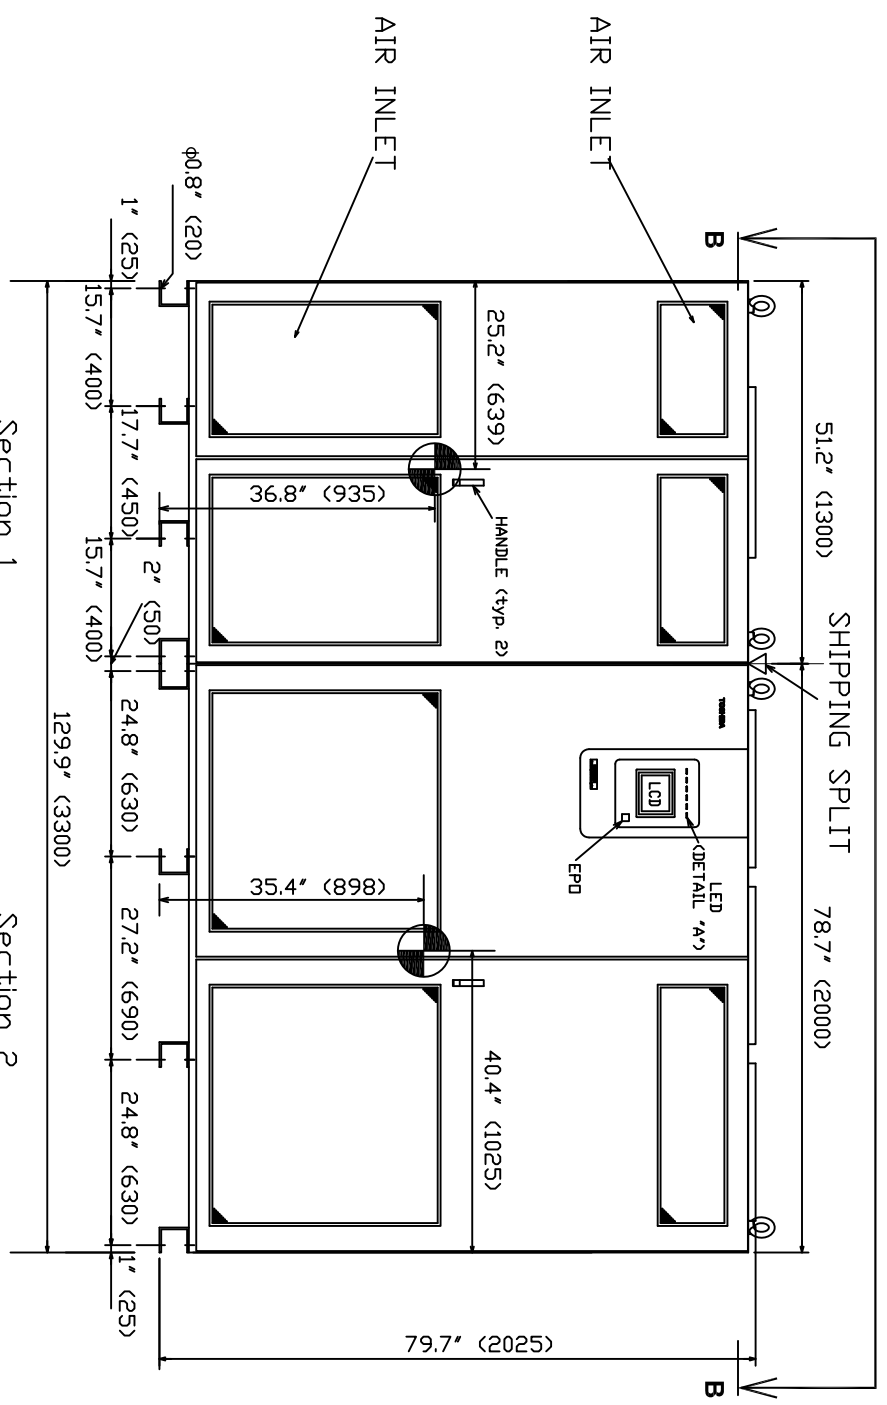 B
B
51.2" (1300)
SHIPPING SPLIT
78.7" (2000)
AIR INLET
AIR INLET
TOSHIBA
LCD
LED
(DETAIL "A")
EPO
25.2" (639)
HANDLE (typ. 2)
40.4" (1025)
36.8" (935)
35.4" (898)
79.7" (2025)
φ0.8" (20)
2" (50)
1" (25)
17.7" (450)
24.8" (630)
27.2" (690)
24.8" (630)
1" (25)
15.7" (400)
15.7" (400)
129.9" (3300)
Section 1
Section 2